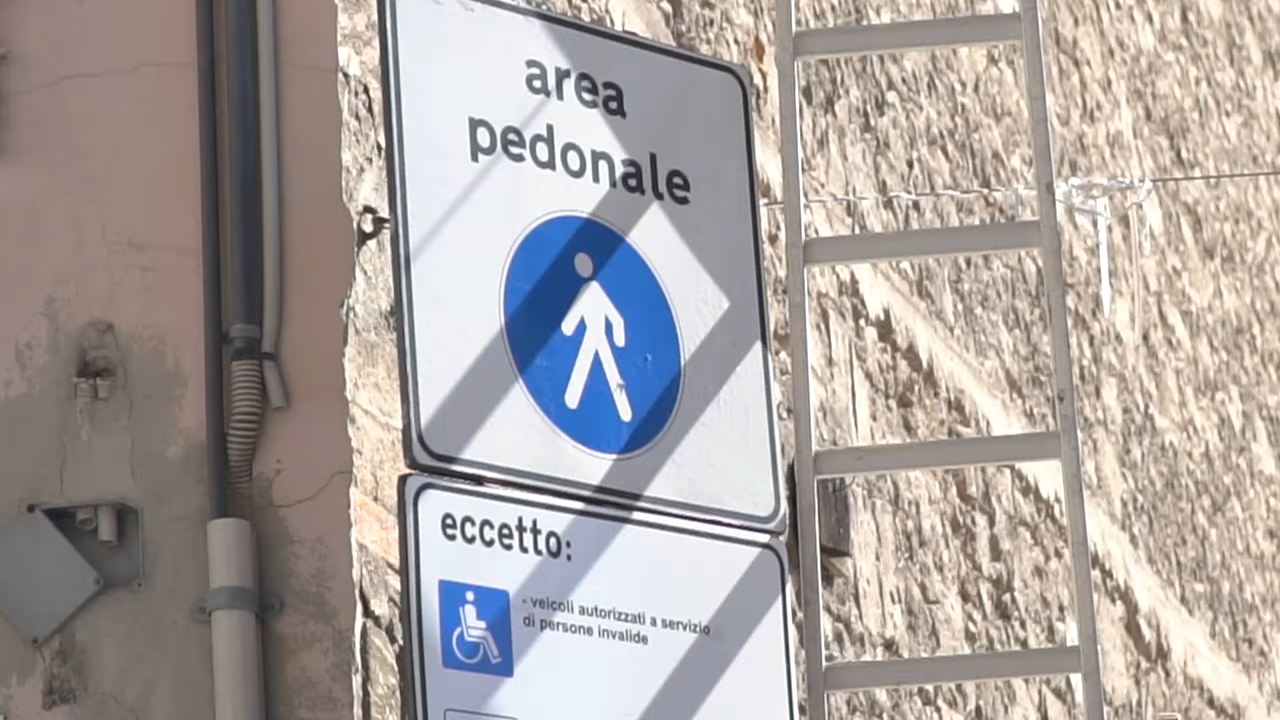 area
pedonale
eccetto:
- veicoli autorizzati a servizio
di persone invalide